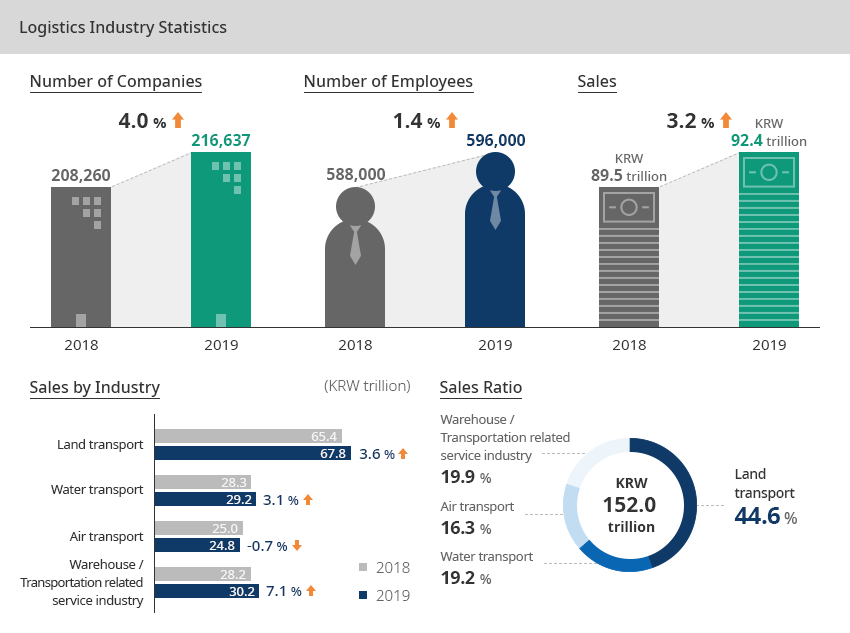 Logistics Industry Statistics
Number of Companies
4.0 %
208,260
216,637
2018
2019
Number of Employees
1.4 %
588,000
596,000
2018
2019
Sales
3.2 %
KRW
89.5 trillion
KRW
92.4 trillion
2018
2019
Sales by Industry
(KRW trillion)
Land transport
65.4
67.8
3.6 %
Water transport
28.3
29.2
3.1 %
Air transport
25.0
24.8
-0.7 %
Warehouse /
Transportation related
service industry
28.2
30.2
7.1 %
2018
2019
Sales Ratio
Warehouse /
Transportation related
service industry
19.9 %
Air transport
16.3 %
Water transport
19.2 %
KRW
152.0
trillion
Land
transport
44.6 %